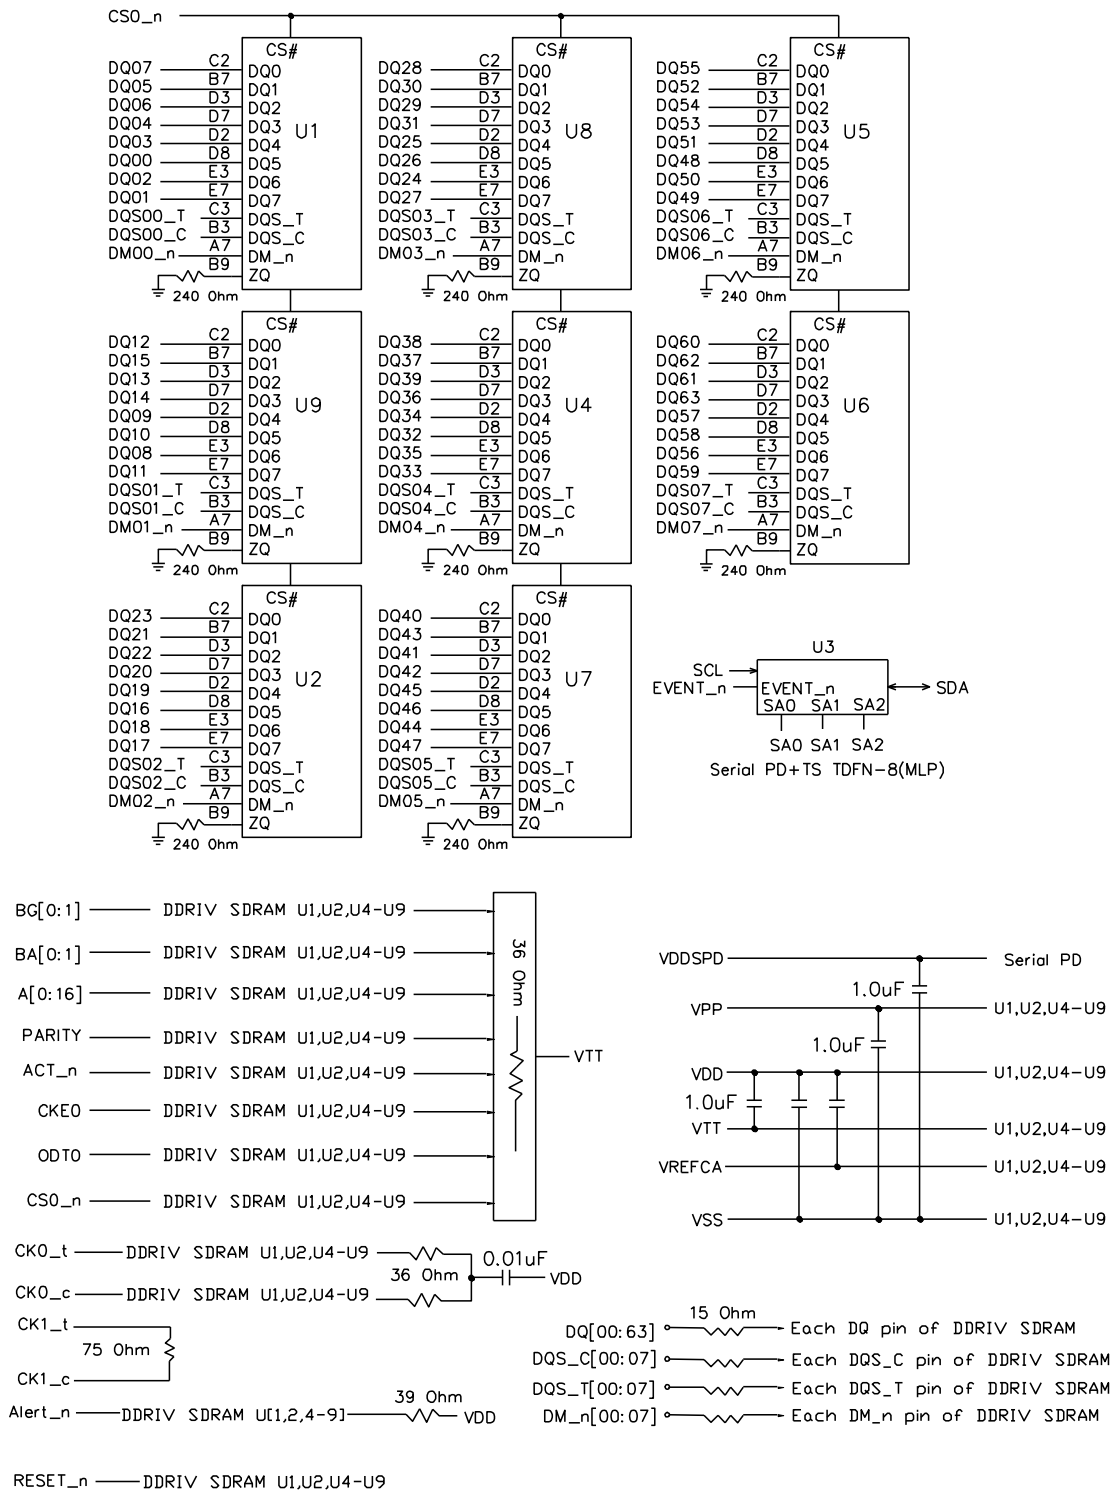 CS0_n
CS#
DQ07 C2 DQ0
DQ05 B7 DQ1
DQ06 D3 DQ2
DQ04 D7 DQ3
DQ03 D2 DQ4
DQ00 D8 DQ5
DQ02 E3 DQ6
DQ01 E7 DQ7
DQS00_T C3 DQS_T
DQS00_C B3 DQS_C
DM00_n A7 DM_n
B9 ZQ
240 Ohm
U1
CS#
DQ28 C2 DQ0
DQ30 B7 DQ1
DQ29 D3 DQ2
DQ31 D7 DQ3
DQ25 D2 DQ4
DQ26 D8 DQ5
DQ24 E3 DQ6
DQ27 E7 DQ7
DQS03_T C3 DQS_T
DQS03_C B3 DQS_C
DM03_n A7 DM_n
B9 ZQ
240 Ohm
U8
CS#
DQ55 C2 DQ0
DQ52 B7 DQ1
DQ54 D3 DQ2
DQ53 D7 DQ3
DQ51 D2 DQ4
DQ48 D8 DQ5
DQ50 E3 DQ6
DQ49 E7 DQ7
DQS06_T C3 DQS_T
DQS06_C B3 DQS_C
DM06_n A7 DM_n
B9 ZQ
240 Ohm
U5
CS#
DQ12 C2 DQ0
DQ15 B7 DQ1
DQ13 D3 DQ2
DQ14 D7 DQ3
DQ09 D2 DQ4
DQ10 D8 DQ5
DQ08 E3 DQ6
DQ11 E7 DQ7
DQS01_T C3 DQS_T
DQS01_C B3 DQS_C
DM01_n A7 DM_n
B9 ZQ
240 Ohm
U9
CS#
DQ38 C2 DQ0
DQ37 B7 DQ1
DQ39 D3 DQ2
DQ36 D7 DQ3
DQ34 D2 DQ4
DQ32 D8 DQ5
DQ35 E3 DQ6
DQ33 E7 DQ7
DQS04_T C3 DQS_T
DQS04_C B3 DQS_C
DM04_n A7 DM_n
B9 ZQ
240 Ohm
U4
CS#
DQ60 C2 DQ0
DQ62 B7 DQ1
DQ61 D3 DQ2
DQ63 D7 DQ3
DQ57 D2 DQ4
DQ58 D8 DQ5
DQ56 E3 DQ6
DQ59 E7 DQ7
DQS07_T C3 DQS_T
DQS07_C B3 DQS_C
DM07_n A7 DM_n
B9 ZQ
240 Ohm
U6
CS#
DQ23 C2 DQ0
DQ21 B7 DQ1
DQ22 D3 DQ2
DQ20 D7 DQ3
DQ19 D2 DQ4
DQ16 D8 DQ5
DQ18 E3 DQ6
DQ17 E7 DQ7
DQS02_T C3 DQS_T
DQS02_C B3 DQS_C
DM02_n A7 DM_n
B9 ZQ
240 Ohm
U2
CS#
DQ40 C2 DQ0
DQ43 B7 DQ1
DQ41 D3 DQ2
DQ42 D7 DQ3
DQ45 D2 DQ4
DQ46 D8 DQ5
DQ44 E3 DQ6
DQ47 E7 DQ7
DQS05_T C3 DQS_T
DQS05_C B3 DQS_C
DM05_n A7 DM_n
B9 ZQ
240 Ohm
U7
U3
SCL
EVENT_n EVENT_n SDA
SA0 SA1 SA2
SA0 SA1 SA2
Serial PD+TS TDFN-8(MLP)
BG[0:1] DDRIV SDRAM U1,U2,U4-U9
BA[0:1] DDRIV SDRAM U1,U2,U4-U9
A[0:16] DDRIV SDRAM U1,U2,U4-U9
PARITY DDRIV SDRAM U1,U2,U4-U9
ACT_n DDRIV SDRAM U1,U2,U4-U9
CKE0 DDRIV SDRAM U1,U2,U4-U9
ODT0 DDRIV SDRAM U1,U2,U4-U9
CS0_n DDRIV SDRAM U1,U2,U4-U9
36 Ohm
VTT
VDDSPD Serial PD
1.0uF
VPP U1,U2,U4-U9
1.0uF
VDD U1,U2,U4-U9
1.0uF
VTT U1,U2,U4-U9
VREFCA U1,U2,U4-U9
VSS U1,U2,U4-U9
CK0_t DDRIV SDRAM U1,U2,U4-U9
36 Ohm 0.01uF VDD
CK0_c DDRIV SDRAM U1,U2,U4-U9
CK1_t
75 Ohm
CK1_c
Alert_n DDRIV SDRAM U[1,2,4-9] 39 Ohm VDD
RESET_n DDRIV SDRAM U1,U2,U4-U9
15 Ohm
DQ[00:63] Each DQ pin of DDRIV SDRAM
DQS_C[00:07] Each DQS_C pin of DDRIV SDRAM
DQS_T[00:07] Each DQS_T pin of DDRIV SDRAM
DM_n[00:07] Each DM_n pin of DDRIV SDRAM